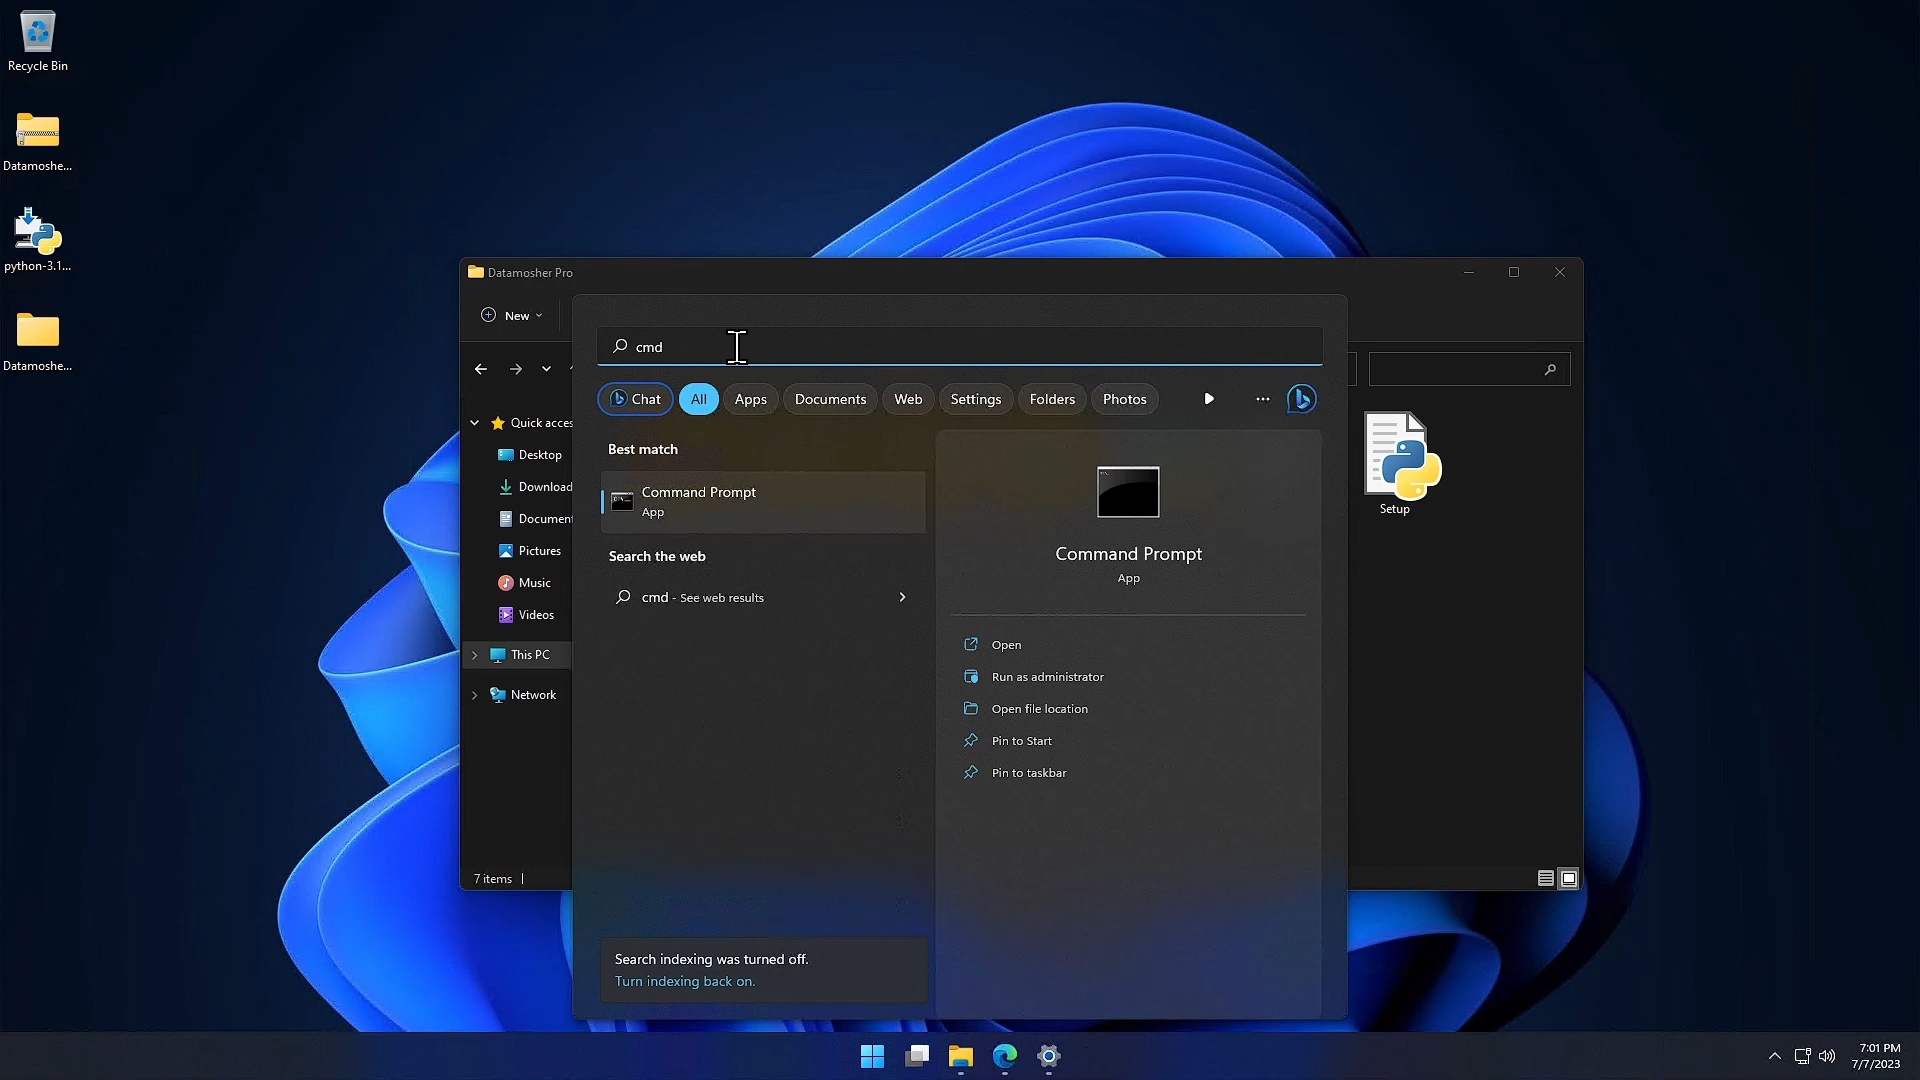 Recycle Bin
Datamoshe...
python-3.1...
Datamoshe...
Datamosher Pro
New
cmd
Chat
All
Apps
Documents
Web
Settings
Folders
Photos
Quick acces
Desktop
Download
Document
Pictures
Music
Videos
This PC
Network
7 items
Best match
Command Prompt
App
Search the web
cmd - See web results
Search indexing was turned off.
Turn indexing back on.
Command Prompt
App
Open
Run as administrator
Open file location
Pin to Start
Pin to taskbar
Setup
7:01 PM
7/7/2023